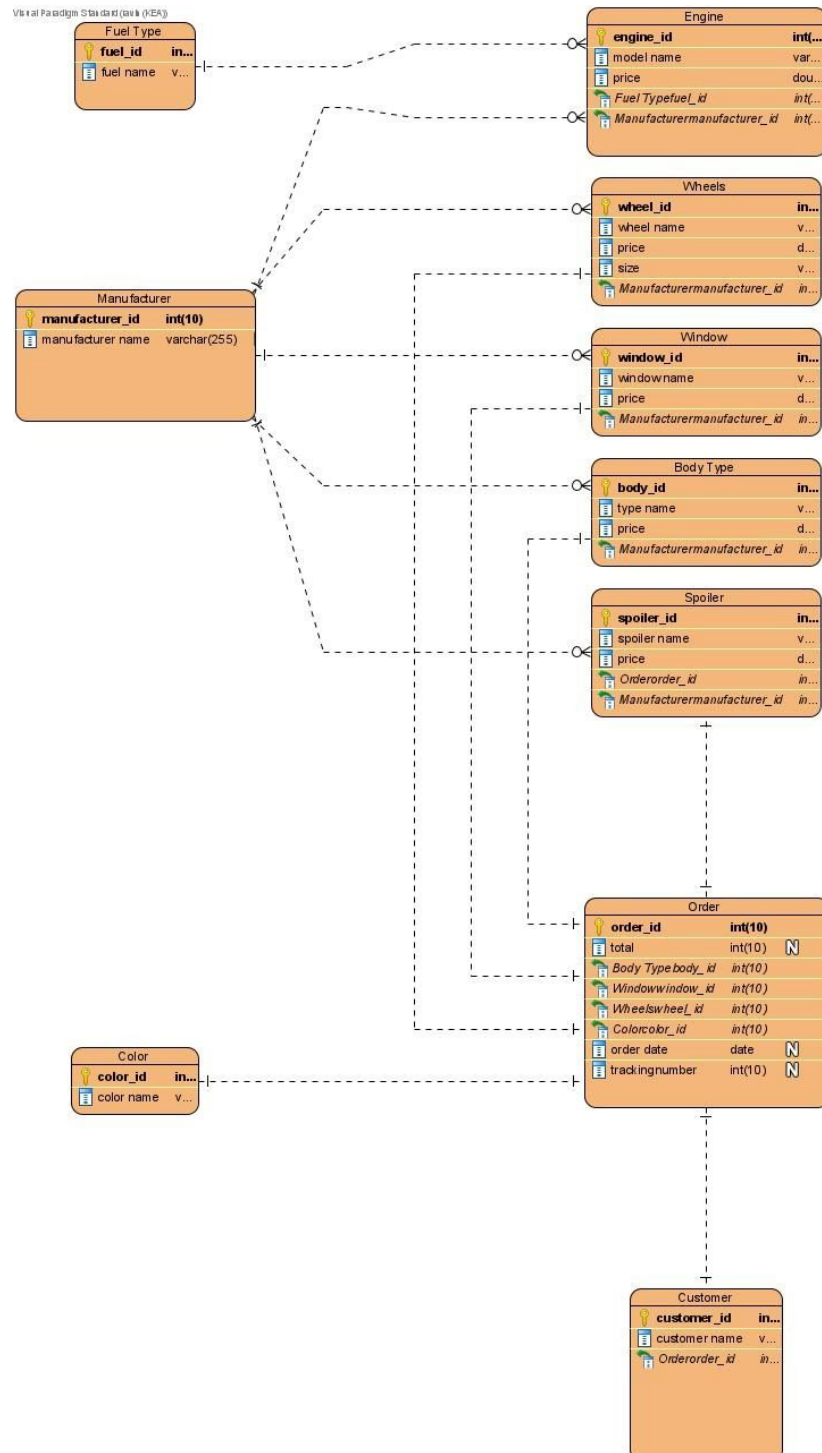 Visual Paradigm Standard (KEA))
Fuel Type
fuel_id in...
fuel name v...
Engine
engine_id int(...
model name var...
price dou...
Fuel Typefuel_id int(...
Manufacturermanufacturer_id int(...
Wheels
wheel_id in...
wheel name v...
price d...
size v...
Manufacturermanufacturer_id in...
Manufacturer
manufacturer_id int(10)
manufacturer name varchar(255)
Window
window_id in...
window name v...
price d...
Manufacturermanufacturer_id in...
Body Type
body_id in...
type name v...
price d...
Manufacturermanufacturer_id in...
Spoiler
spoiler_id in...
spoiler name v...
price d...
Orderorder_id in...
Manufacturermanufacturer_id in...
Order
order_id int(10)
total int(10) N
Body Typebody_id int(10)
Windowwindow_id int(10)
Wheelswheel_id int(10)
Colorcolor_id int(10)
order date date N
trackingnumber int(10) N
Color
color_id in...
color name v...
Customer
customer_id in...
customer name v...
Orderorder_id in...